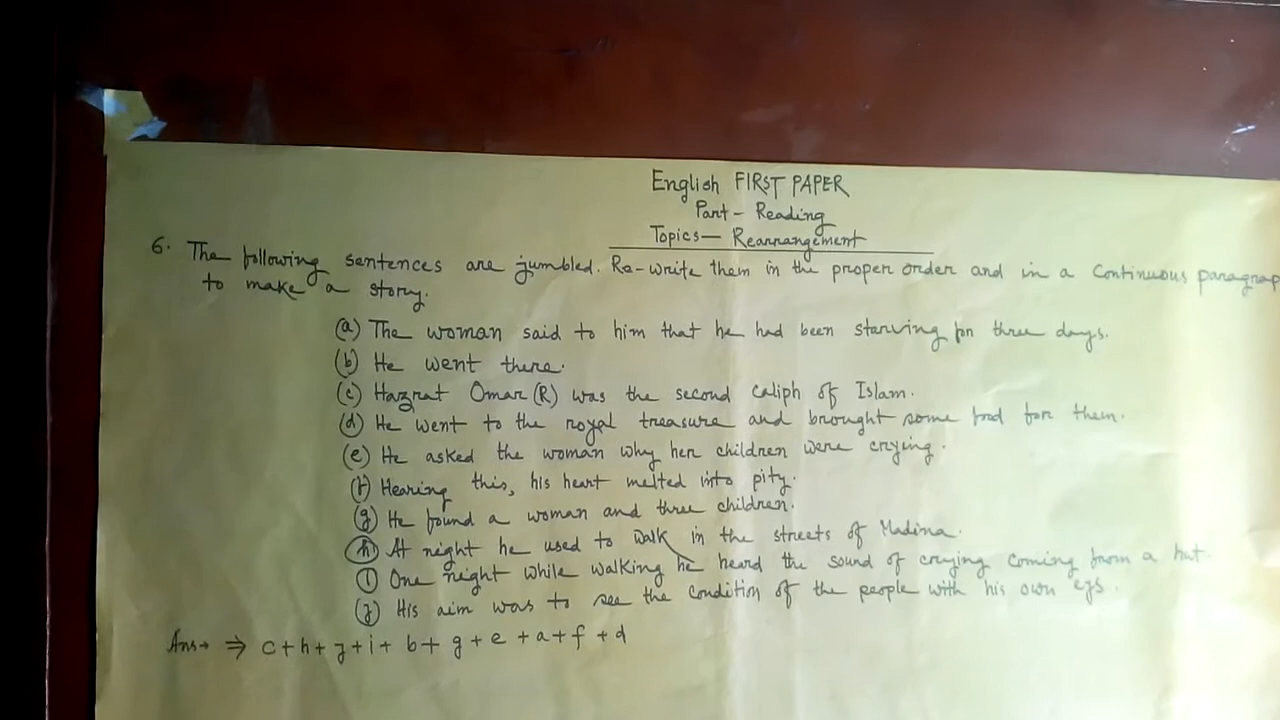 English FIRST PAPER
Part - Reading
Topics— Rearrangement
6. The following sentences are jumbled. Re-write them in the proper order and in a Continuous paragrap
to make a story.
(a) The woman said to him that he had been starving for three days.
(b) He went there.
(c) Hazrat Omar (R) was the second caliph of Islam.
(d) He went to the royal treasure and brought some food for them.
(e) He asked the woman why her children were crying.
(f) Hearing this, his heart melted into pity.
(g) He found a woman and three children.
(h) At night he used to walk in the streets of Madina.
(i) One night while walking he heard the sound of crying coming from a hut.
(j) His aim was to see the condition of the people with his own eys.
Ans→ ⇒ c+h+j+i+ b+ g+e +a+f +d